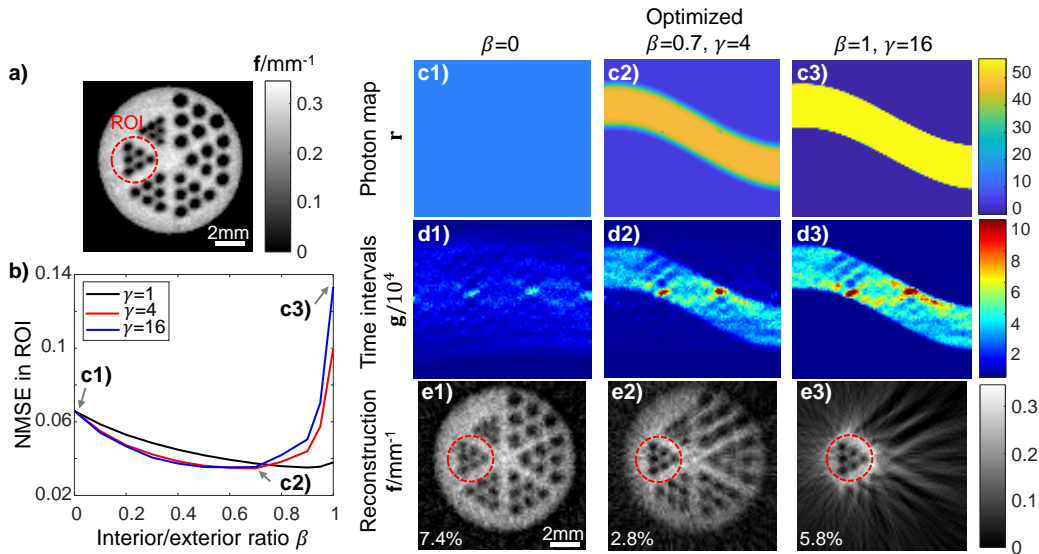 a)
f/mm⁻¹
ROI
2mm
0.3
0.2
0.1
0
b)
0.14
0.1
0.06
0.02
NMSE in ROI
γ=1
γ=4
γ=16
c1)
c2)
c3)
0 0.2 0.4 0.6 0.8 1
Interior/exterior ratio β
Optimized
β=0
β=0.7, γ=4
β=1, γ=16
Photon map
r
c1)
c2)
c3)
50
40
30
20
10
0
Time intervals
g/10⁴
d1)
d2)
d3)
10
8
6
4
2
Reconstruction
f/mm⁻¹
e1)
7.4%
2mm
e2)
2.8%
e3)
5.8%
0.3
0.2
0.1
0